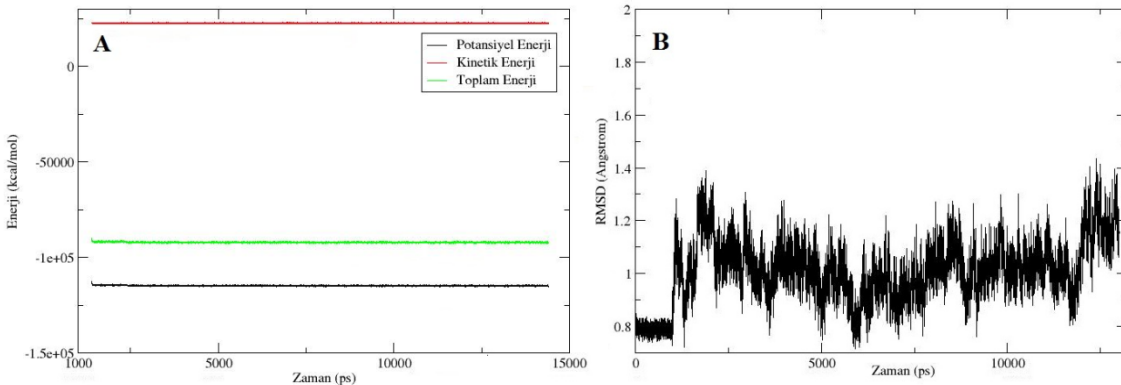 A
Potansiyel Enerji
Kinetik Enerji
Toplam Enerji
0
-50000
-1e+05
-1.5e+05
Enerji (kcal/mol)
1000
5000
10000
15000
Zaman (ps)
B
2
1.8
1.6
1.4
1.2
1
0.8
RMSD (Angstrom)
0
5000
10000
Zaman (ps)